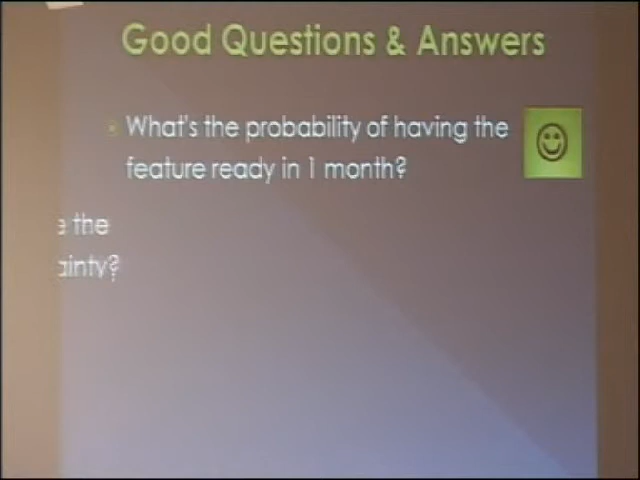 Good Questions & Answers
What's the probability of having the
feature ready in 1 month?
e the
ainty?